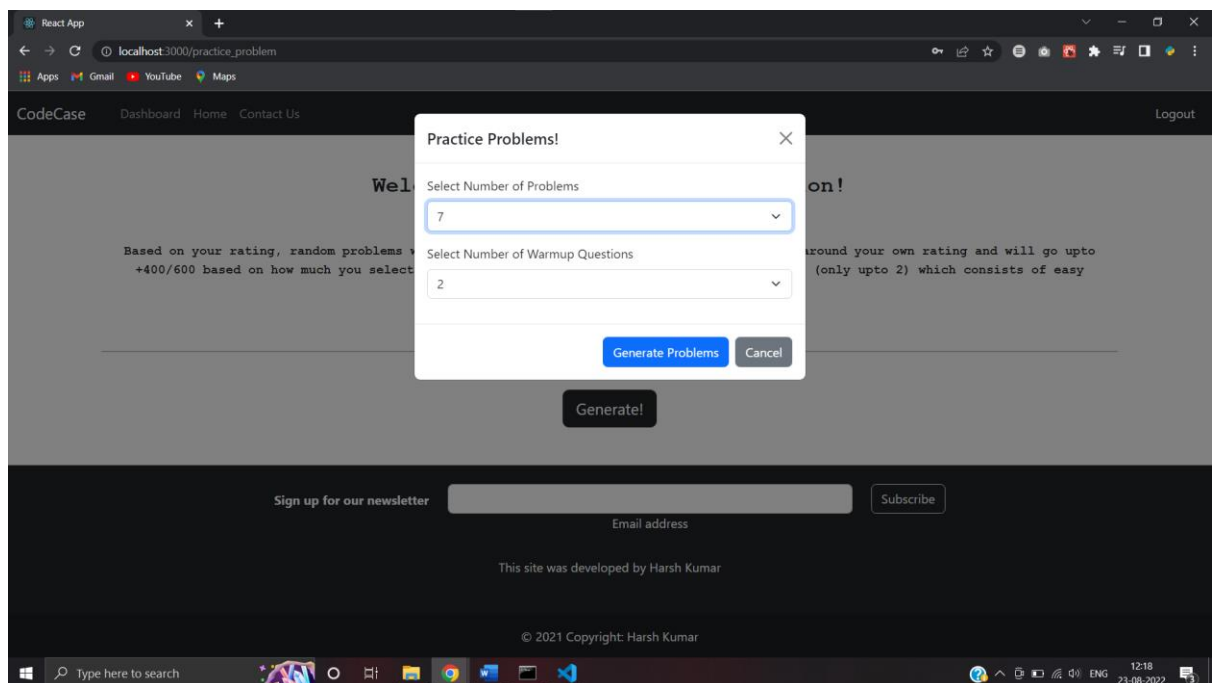 React App
localhost:3000/practice_problem
Apps Gmail YouTube Maps
CodeCase Dashboard Home Contact Us Logout
Practice Problems!
Wel on!
Select Number of Problems
7
Based on your rating, random problems around your own rating and will go upto
Select Number of Warmup Questions
+400/600 based on how much you select (only upto 2) which consists of easy
2
Generate Problems Cancel
Generate!
Sign up for our newsletter Subscribe
Email address
This site was developed by Harsh Kumar
© 2021 Copyright: Harsh Kumar
Type here to search ENG 12:18
23-08-2022